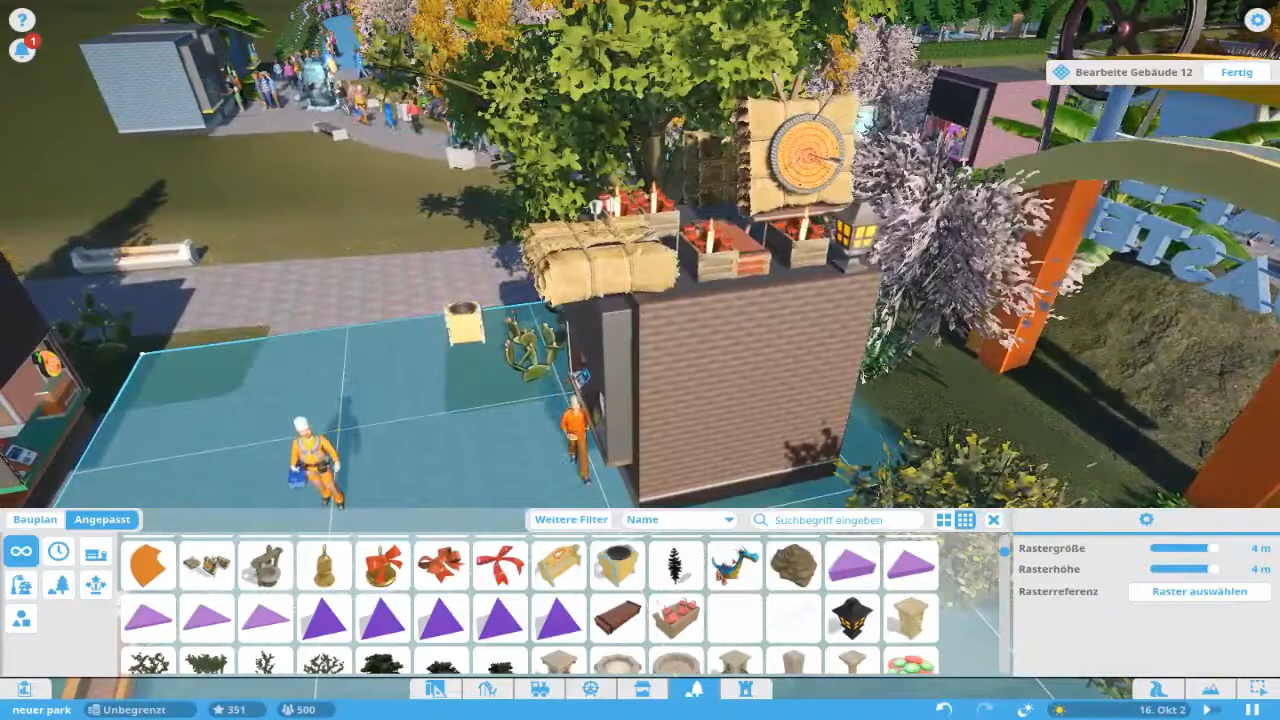 ?
1
Bearbeite Gebäude 12 Fertig
Bauplan Angepasst Weitere Filter Name Suchbegriff eingeben
Rastergröße 4 m
Rasterhöhe 4 m
Rasterreferenz Raster auswählen
neuer park Unbegrenzt 351 500 16. Okt 2